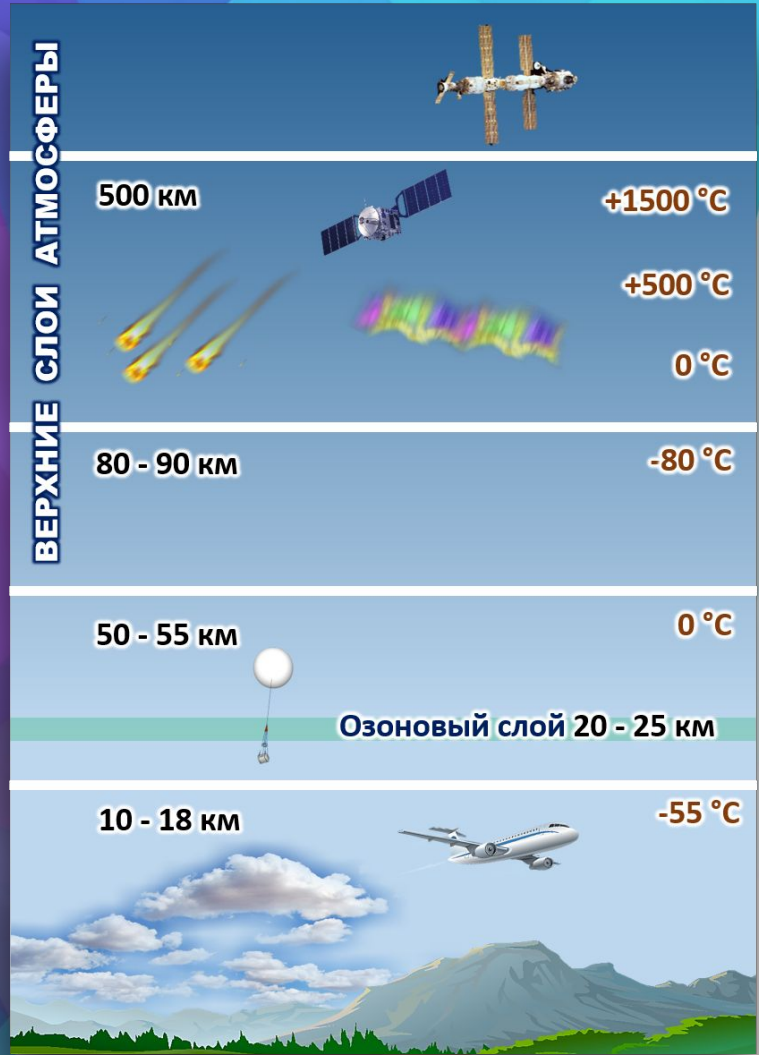 ВЕРХНИЕ СЛОИ АТМОСФЕРЫ
500 км
+1500 °C
+500 °C
0 °C
80 - 90 км
-80 °C
50 - 55 км
0 °C
Озоновый слой 20 - 25 км
10 - 18 км
-55 °C